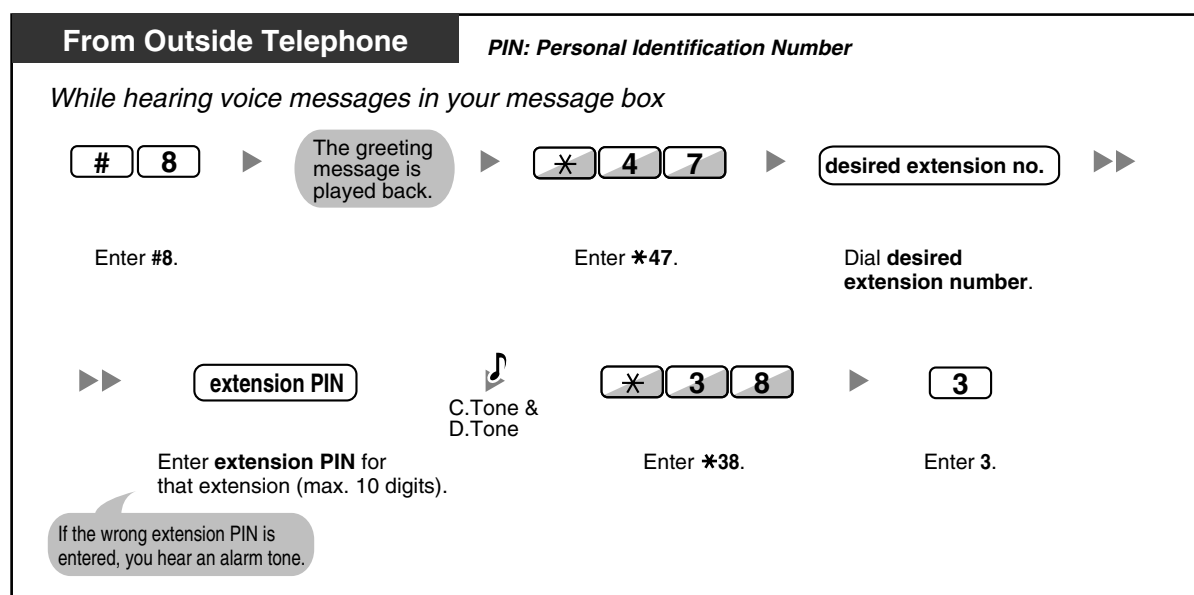 From Outside Telephone
PIN: Personal Identification Number
While hearing voice messages in your message box
# 8
The greeting
message is
played back.
* 4 7
desired extension no.
Enter #8.
Enter *47.
Dial desired
extension number.
extension PIN
C.Tone &
D.Tone
* 3 8
3
Enter extension PIN for
that extension (max. 10 digits).
Enter *38.
Enter 3.
If the wrong extension PIN is
entered, you hear an alarm tone.